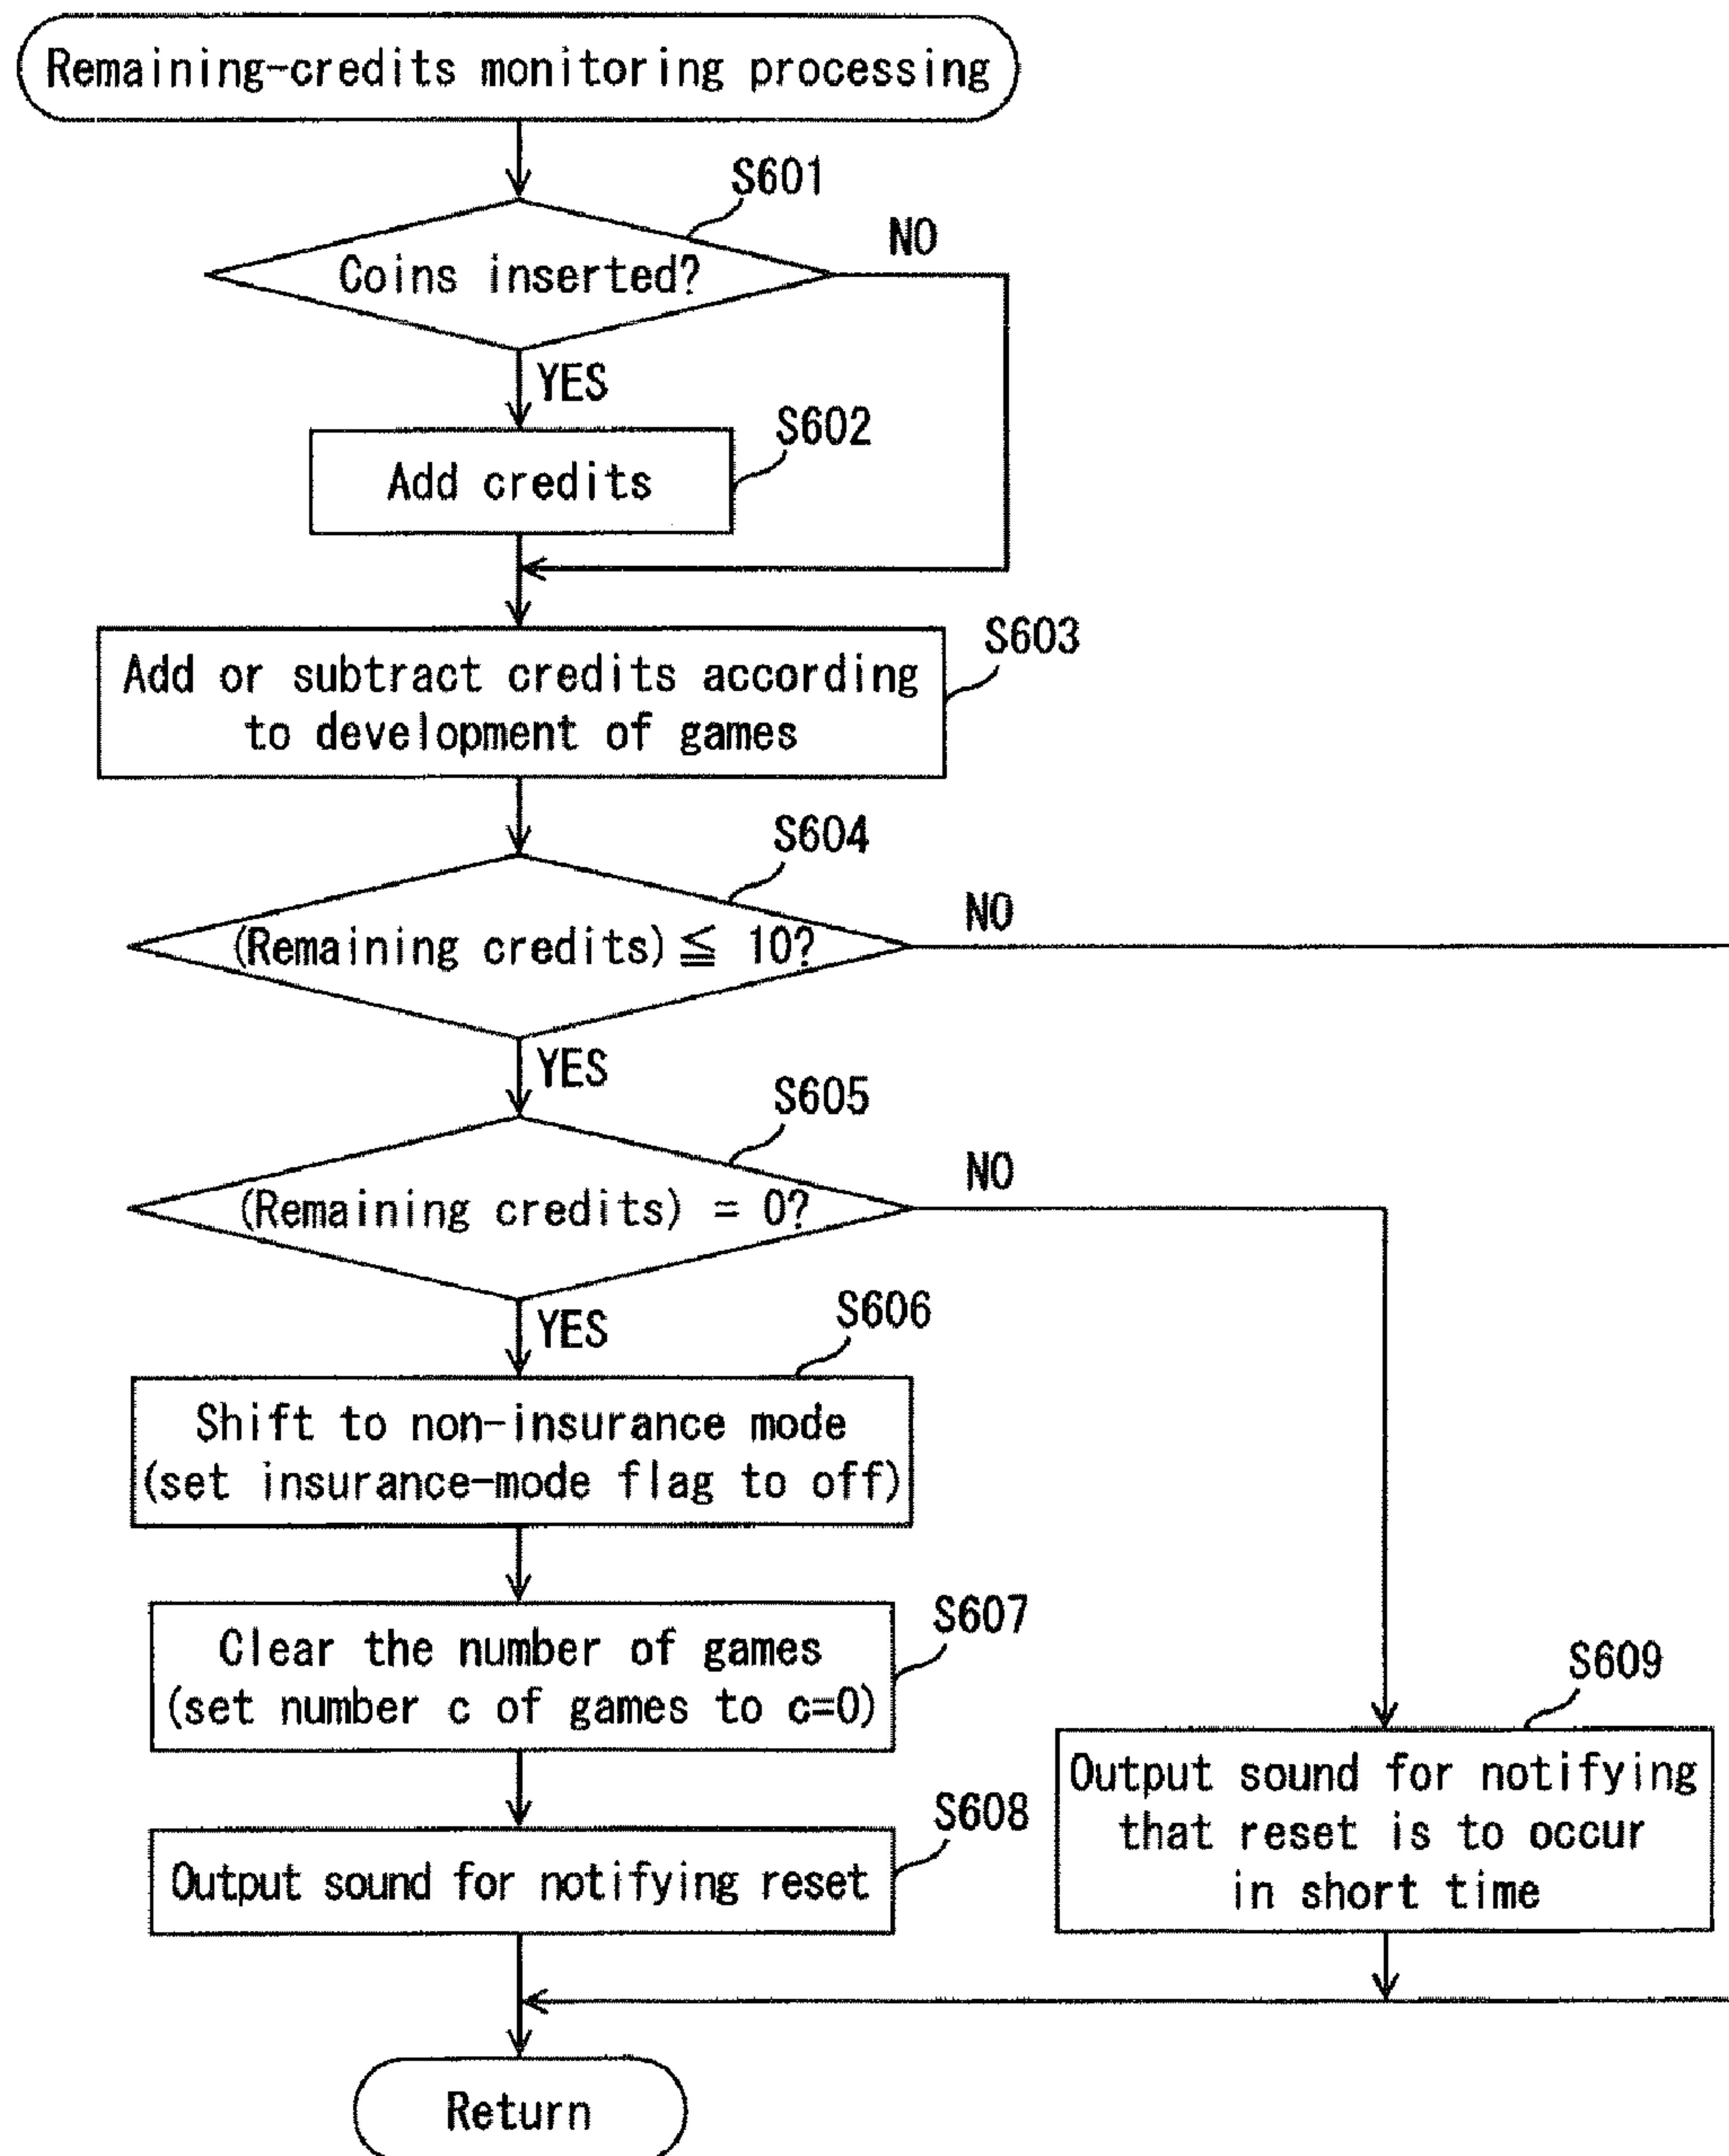 Remaining-credits monitoring processing
S601
Coins inserted?
NO
YES
S602
Add credits
S603
Add or subtract credits according
to development of games
S604
(Remaining credits) ≦ 10?
NO
YES
S605
(Remaining credits) = 0?
NO
YES
S606
Shift to non-insurance mode
(set insurance-mode flag to off)
S607
Clear the number of games
(set number c of games to c=0)
S608
Output sound for notifying reset
S609
Output sound for notifying
that reset is to occur
in short time
Return